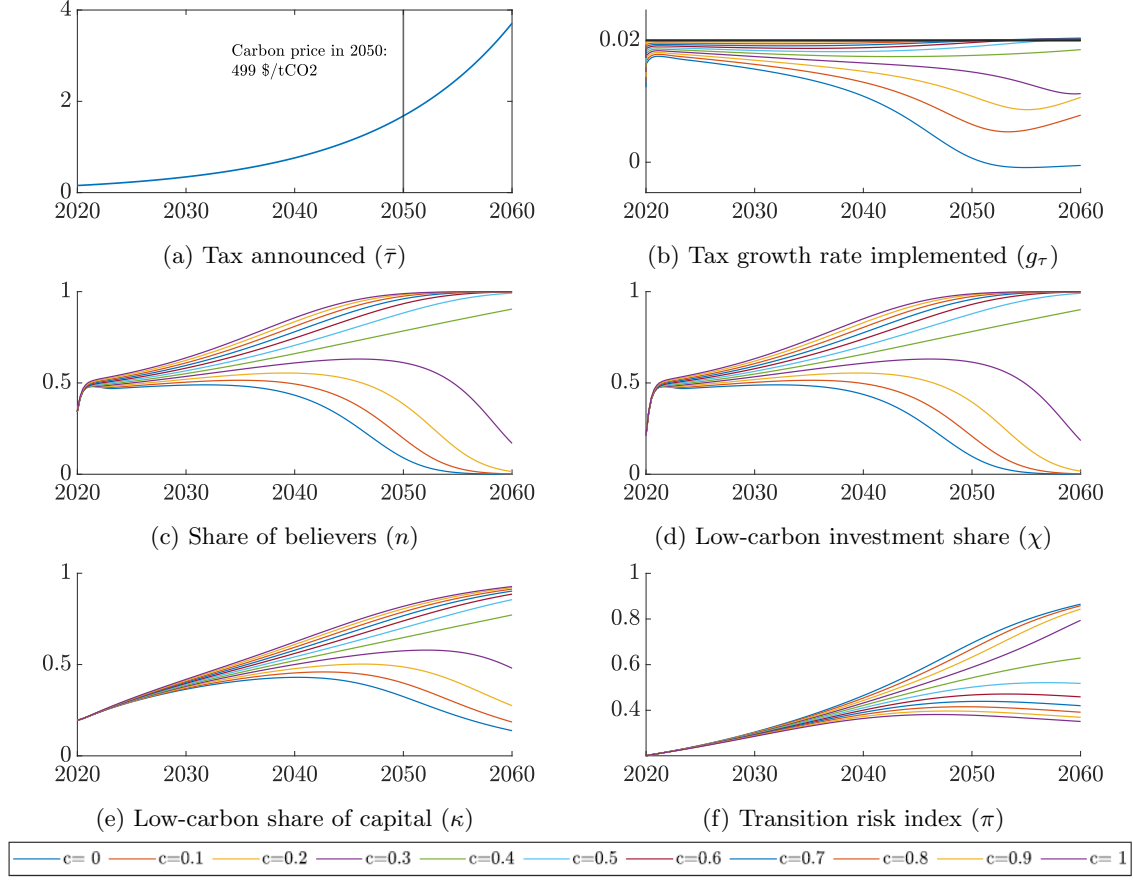 4
2
0
Carbon price in 2050:
499 $/tCO2
2020 2030 2040 2050 2060
(a) Tax announced (τ̄)
0.02
0
2020 2030 2040 2050 2060
(b) Tax growth rate implemented (gτ)
1
0.5
0
2020 2030 2040 2050 2060
(c) Share of believers (n)
1
0.5
0
2020 2030 2040 2050 2060
(d) Low-carbon investment share (χ)
1
0.5
0
2020 2030 2040 2050 2060
(e) Low-carbon share of capital (κ)
1
0.8
0.6
0.4
2020 2030 2040 2050 2060
(f) Transition risk index (π)
c= 0 c=0.1 c=0.2 c=0.3 c=0.4 c=0.5 c=0.6 c=0.7 c=0.8 c=0.9 c= 1